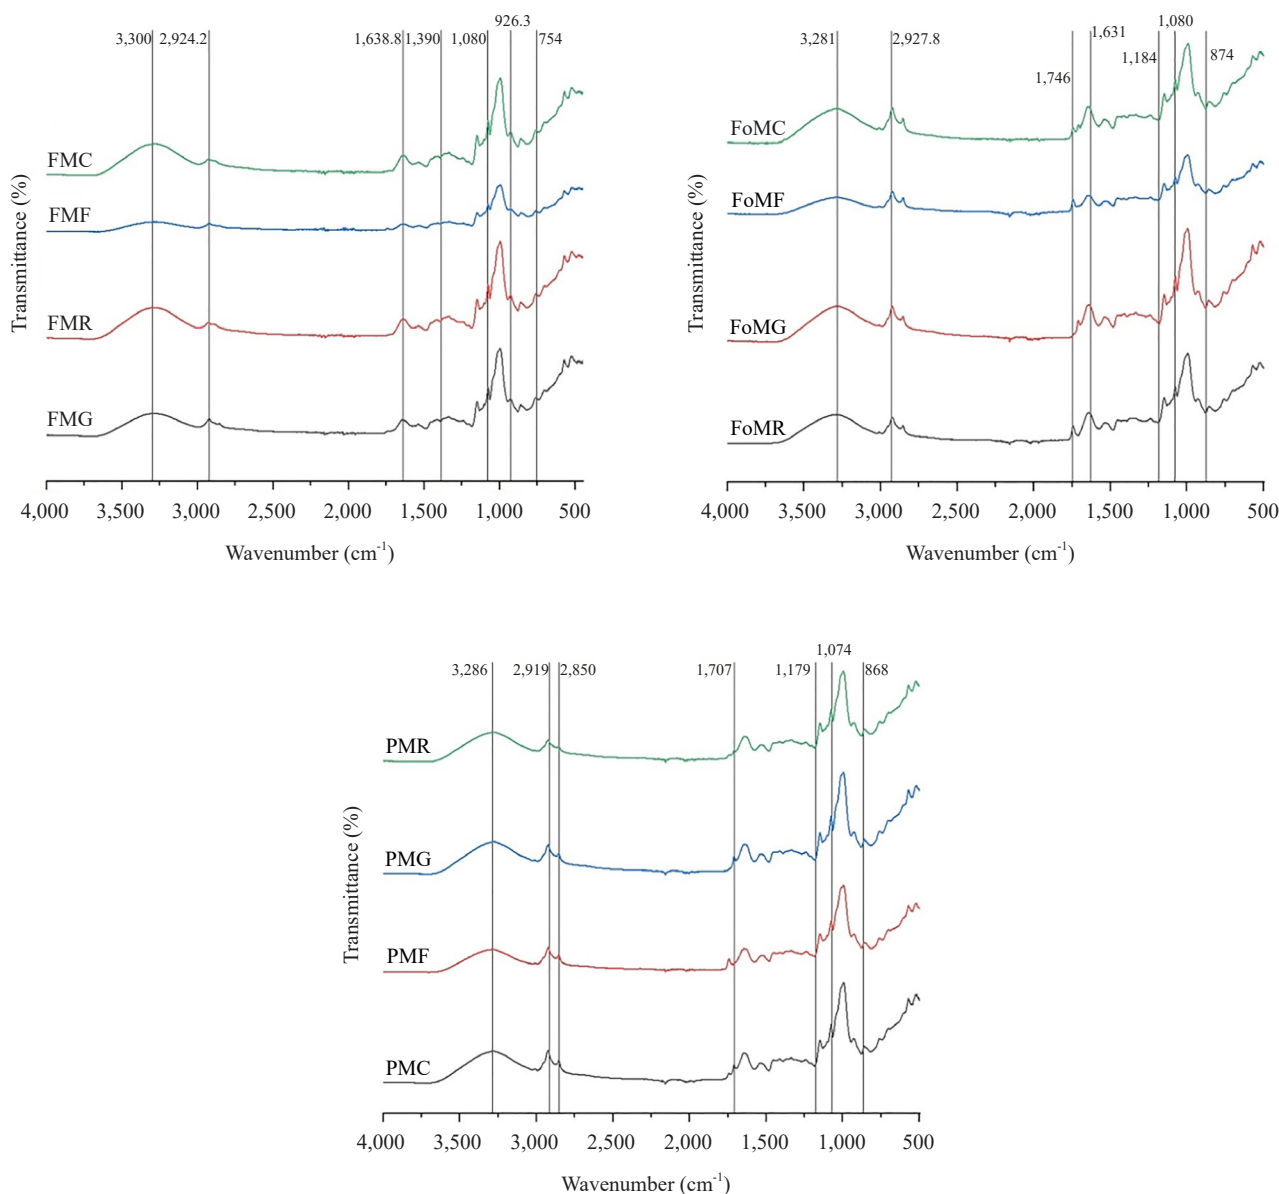 926.3
3,300 2,924.2 1,638.8 1,390 1,080 754
FMC
FMF
FMR
FMG
Transmittance (%)
4,000 3,500 3,000 2,500 2,000 1,500 1,000 500
Wavenumber (cm-1)
1,080
3,281 2,927.8 1,631
1,746 1,184 874
FoMC
FoMF
FoMG
FoMR
Transmittance (%)
4,000 3,500 3,000 2,500 2,000 1,500 1,000 500
Wavenumber (cm-1)
1,074
3,286 2,919 2,850 1,707 1,179 868
PMR
PMG
PMF
PMC
Transmittance (%)
4,000 3,500 3,000 2,500 2,000 1,500 1,000 500
Wavenumber (cm-1)